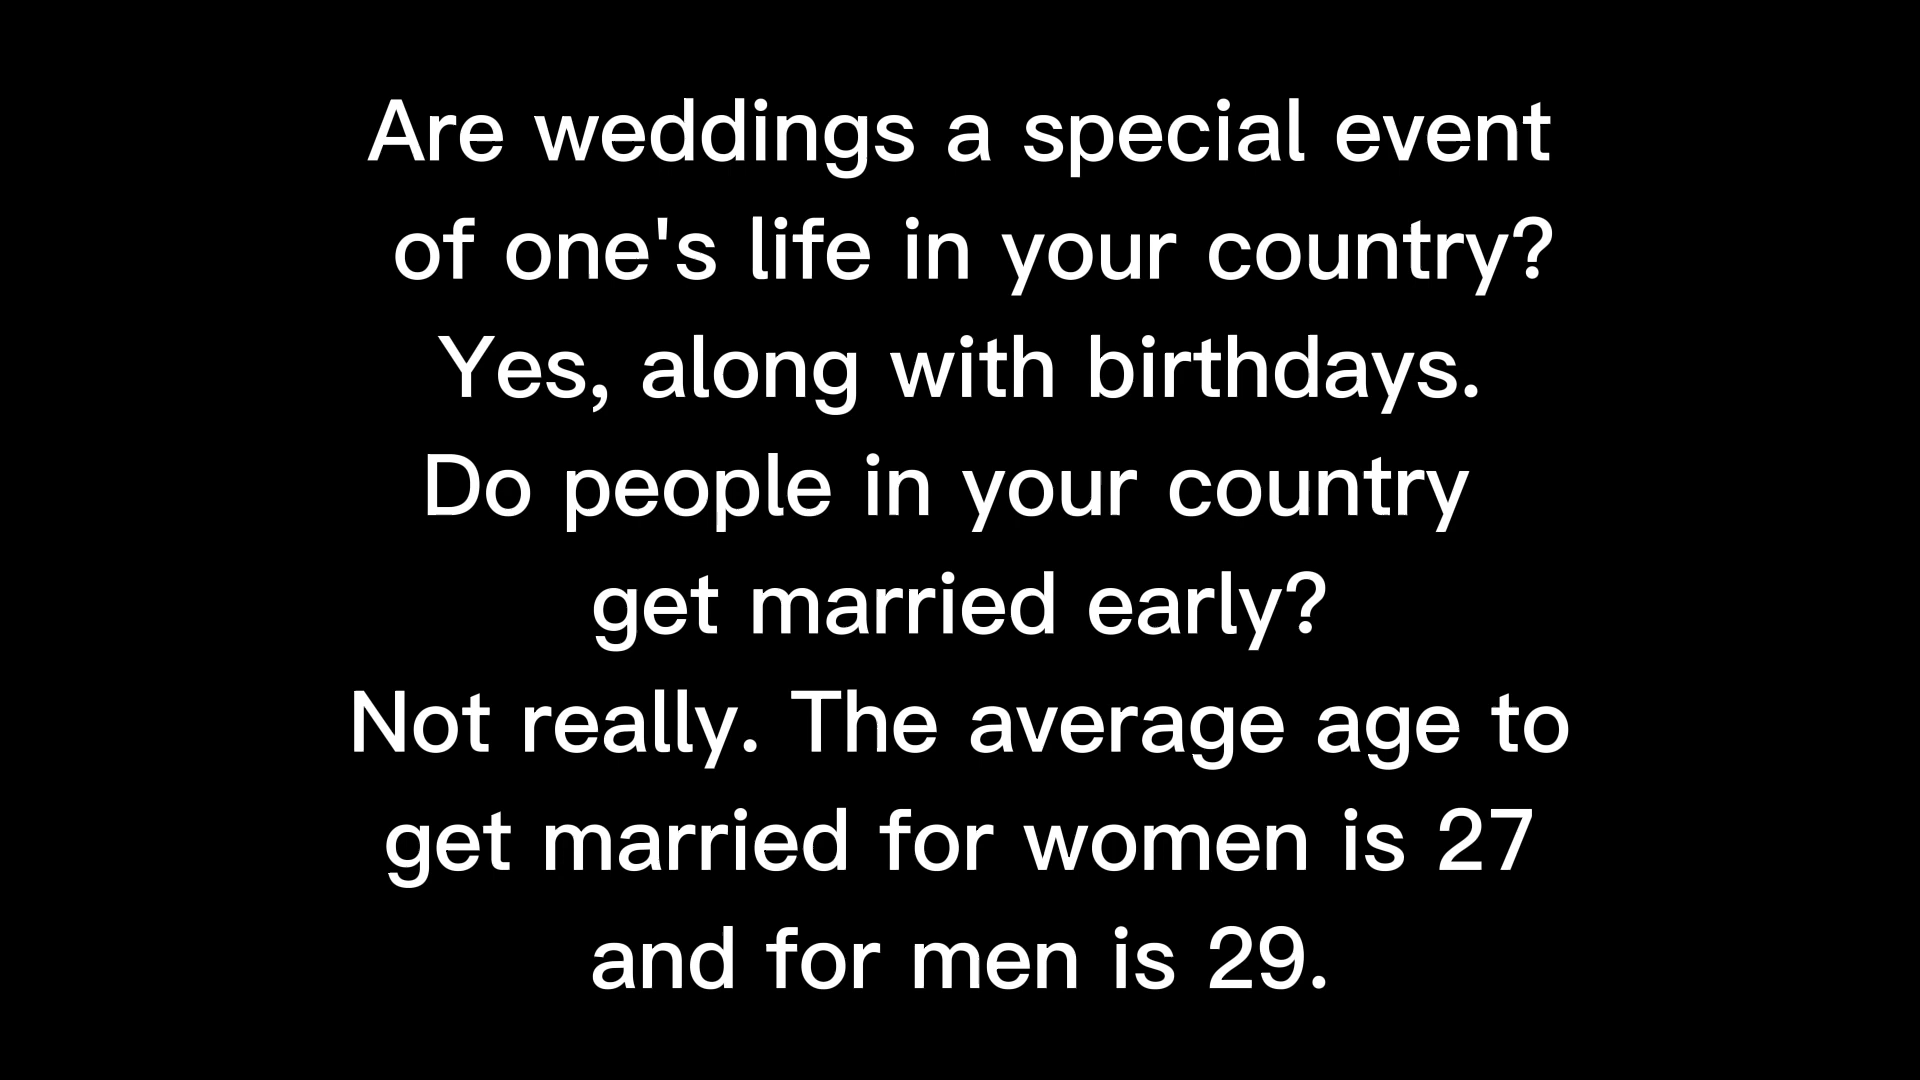 Are weddings a special event
of one's life in your country?
Yes, along with birthdays.
Do people in your country
get married early?
Not really. The average age to
get married for women is 27
and for men is 29.